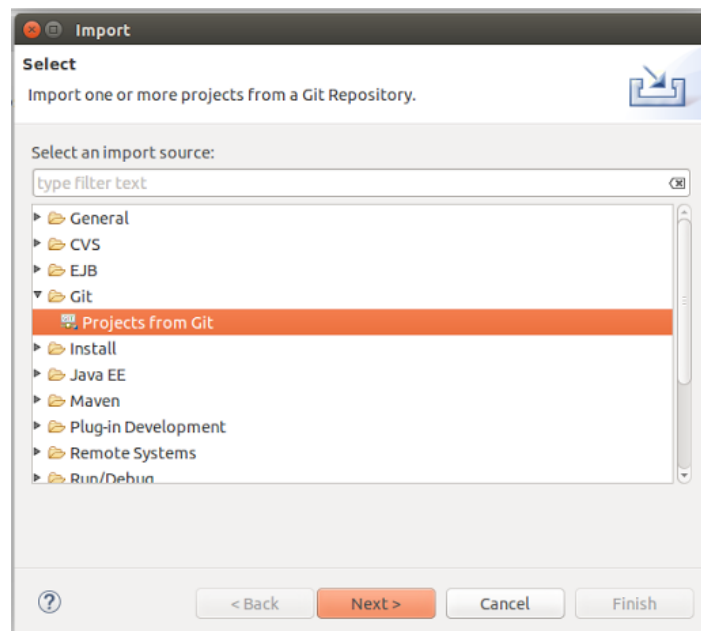 Import
Select
Import one or more projects from a Git Repository.
Select an import source:
type filter text
General
CVS
EJB
Git
Projects from Git
Install
Java EE
Maven
Plug-in Development
Remote Systems
Run/Debug
< Back Next > Cancel Finish